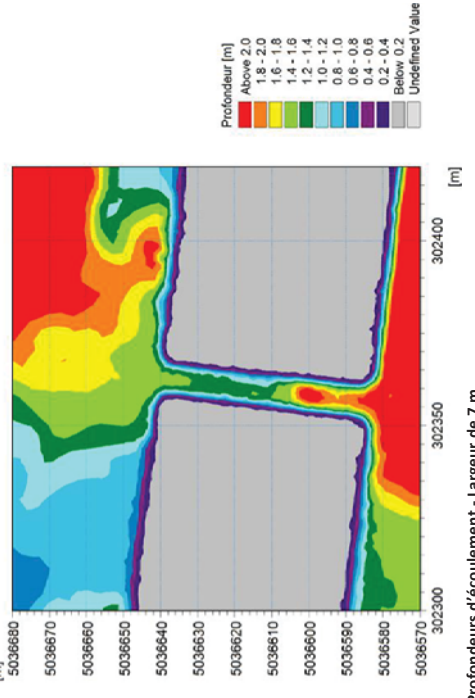 [m]
5036680
5036670
5036660
5036650
5036640
5036630
5036620
5036610
5036600
5036590
5036580
5036570
302300
302350
302400
[m]
Profondeur [m]
Above 2.0
1.8 - 2.0
1.6 - 1.8
1.4 - 1.6
1.2 - 1.4
1.0 - 1.2
0.8 - 1.0
0.6 - 0.8
0.4 - 0.6
0.2 - 0.4
Below 0.2
Undefined Value
rofondeurs d'écoulement - Largeur de 7 m